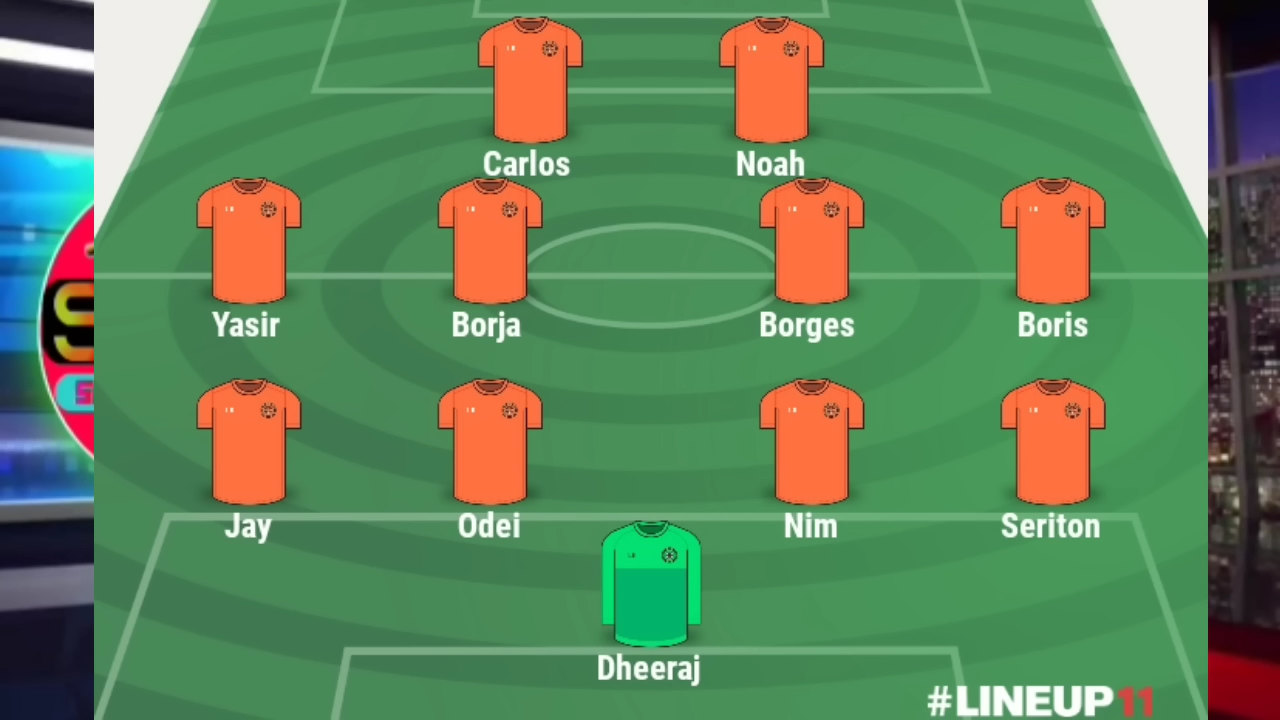 Carlos Noah
Yasir Borja Borges Boris
Jay Odei Nim Seriton
Dheeraj
#LINEUP11